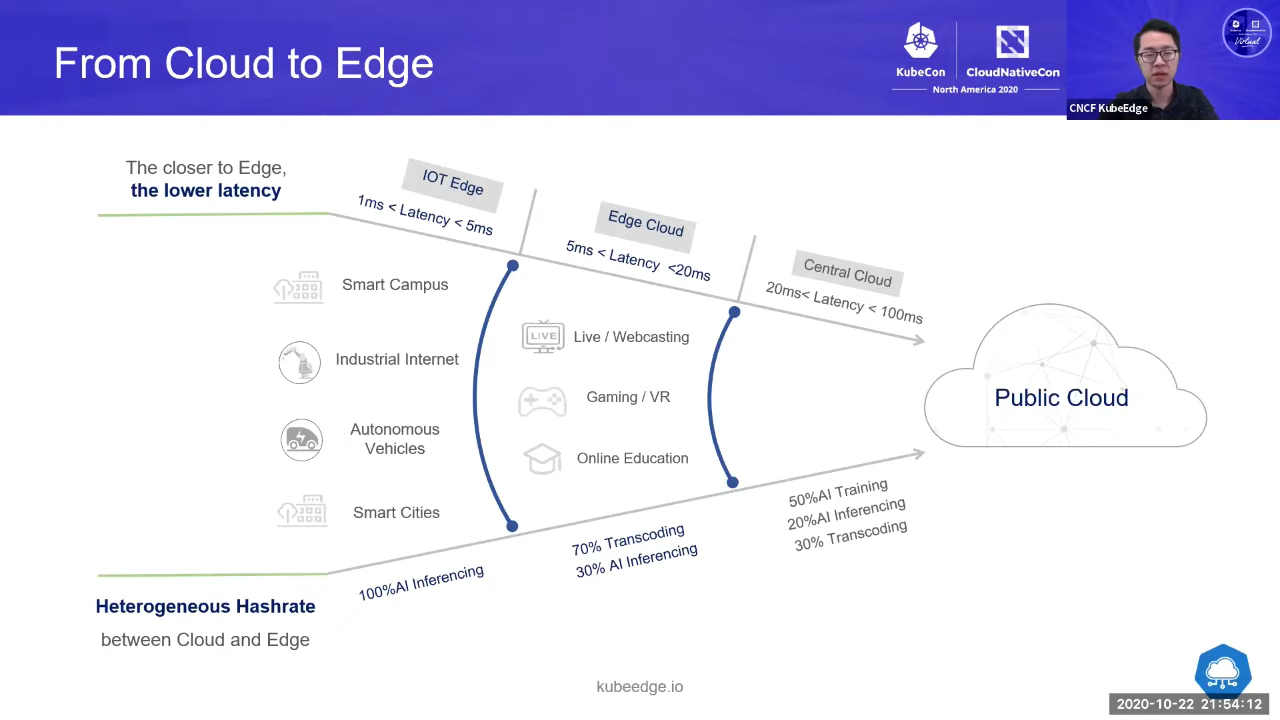 From Cloud to Edge
KubeCon
CloudNativeCon
North America 2020
Virtual
CNCF KubeEdge
The closer to Edge,
the lower latency
IOT Edge
1ms < Latency < 5ms
Edge Cloud
5ms < Latency <20ms
Central Cloud
20ms< Latency < 100ms
Smart Campus
Industrial Internet
Autonomous
Vehicles
Smart Cities
LIVE
Live / Webcasting
Gaming / VR
Online Education
Public Cloud
100%AI Inferencing
70% Transcoding
30% AI Inferencing
50%AI Training
20%AI Inferencing
30% Transcoding
Heterogeneous Hashrate
between Cloud and Edge
kubeedge.io
2020-10-22 21:54:12